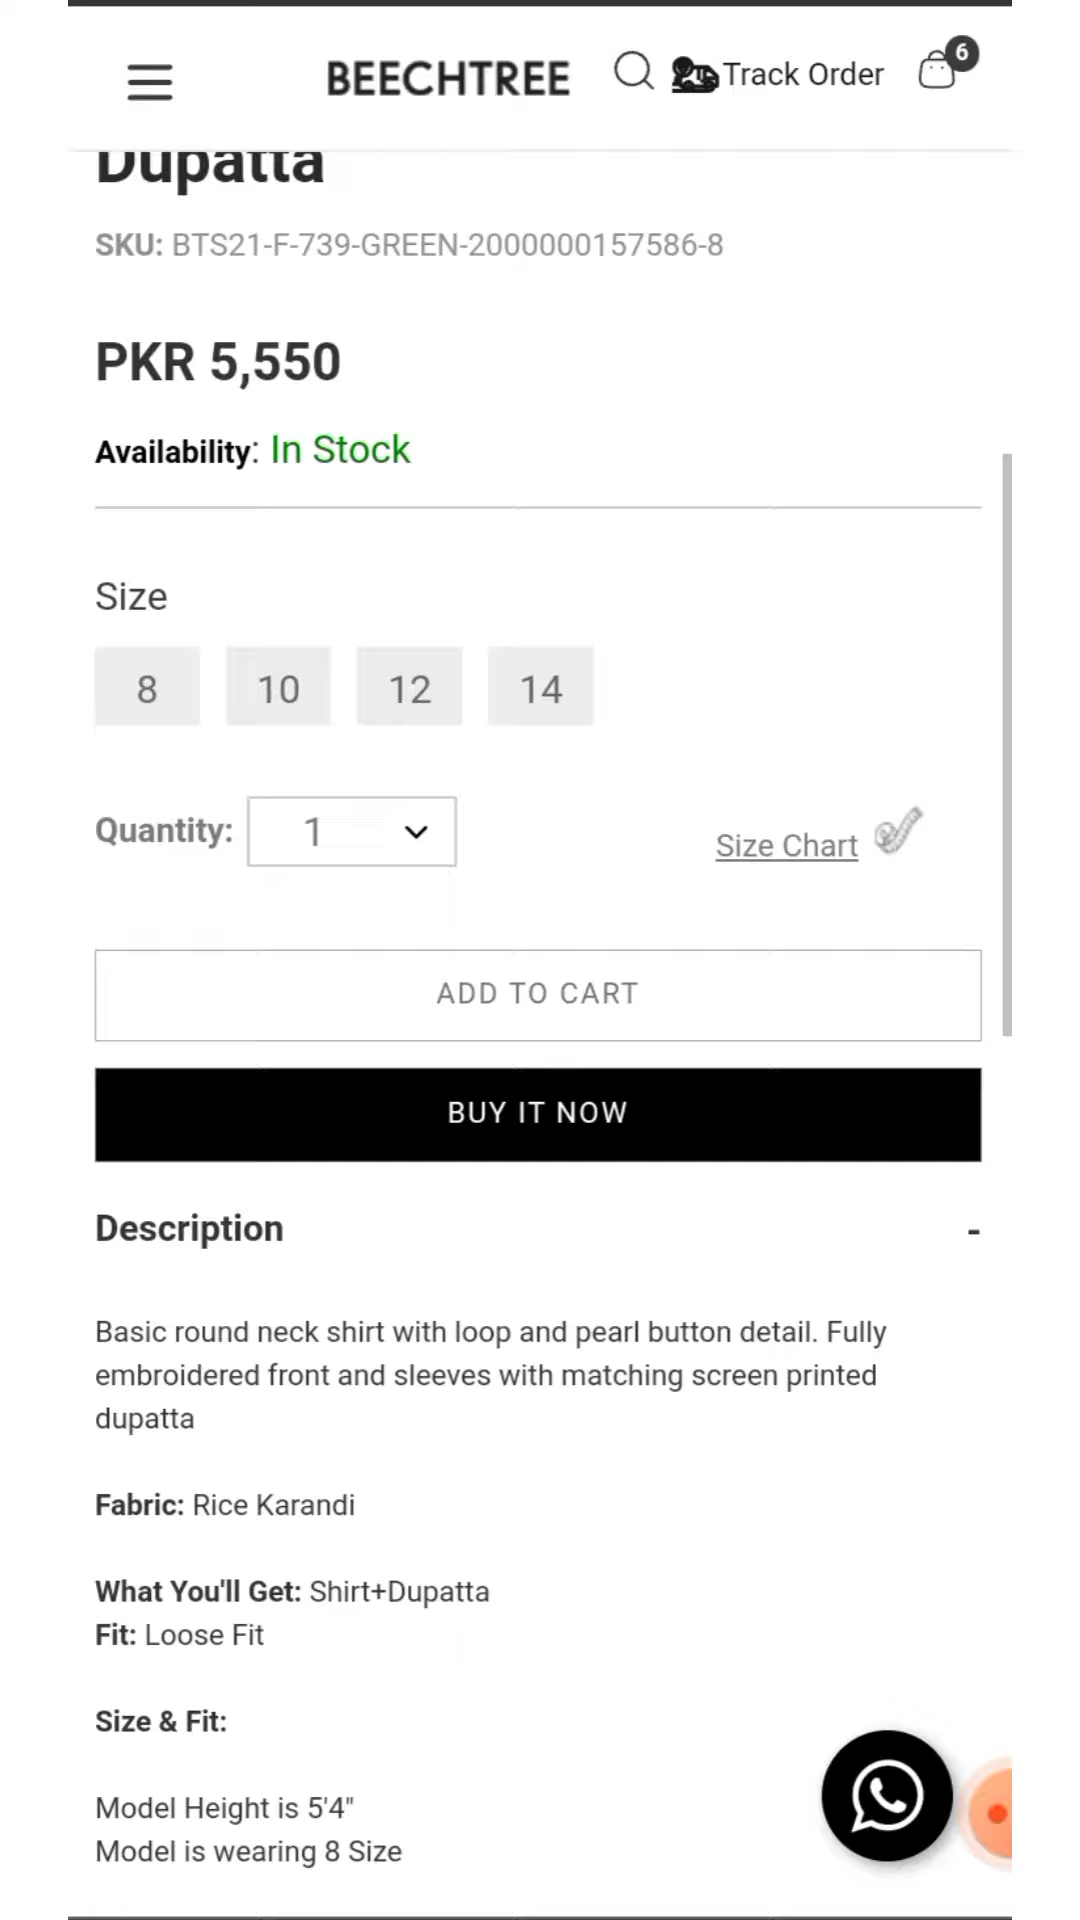 BEECHTREE
Track Order
6
Dupatta
SKU: BTS21-F-739-GREEN-2000000157586-8
PKR 5,550
Availability: In Stock
Size
8 10 12 14
Quantity: 1
Size Chart
ADD TO CART
BUY IT NOW
Description -
Basic round neck shirt with loop and pearl button detail. Fully
embroidered front and sleeves with matching screen printed
dupatta
Fabric: Rice Karandi
What You'll Get: Shirt+Dupatta
Fit: Loose Fit
Size & Fit:
Model Height is 5'4"
Model is wearing 8 Size